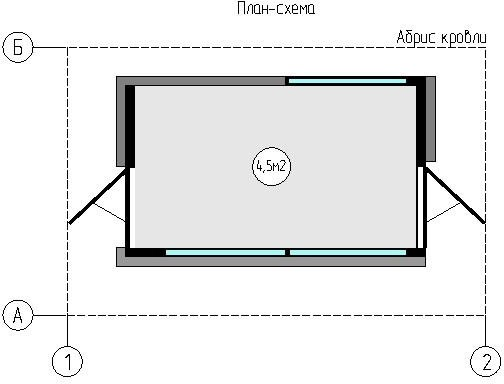 План-схема
Абрис кровли
Б
4,5м2
А
1
2